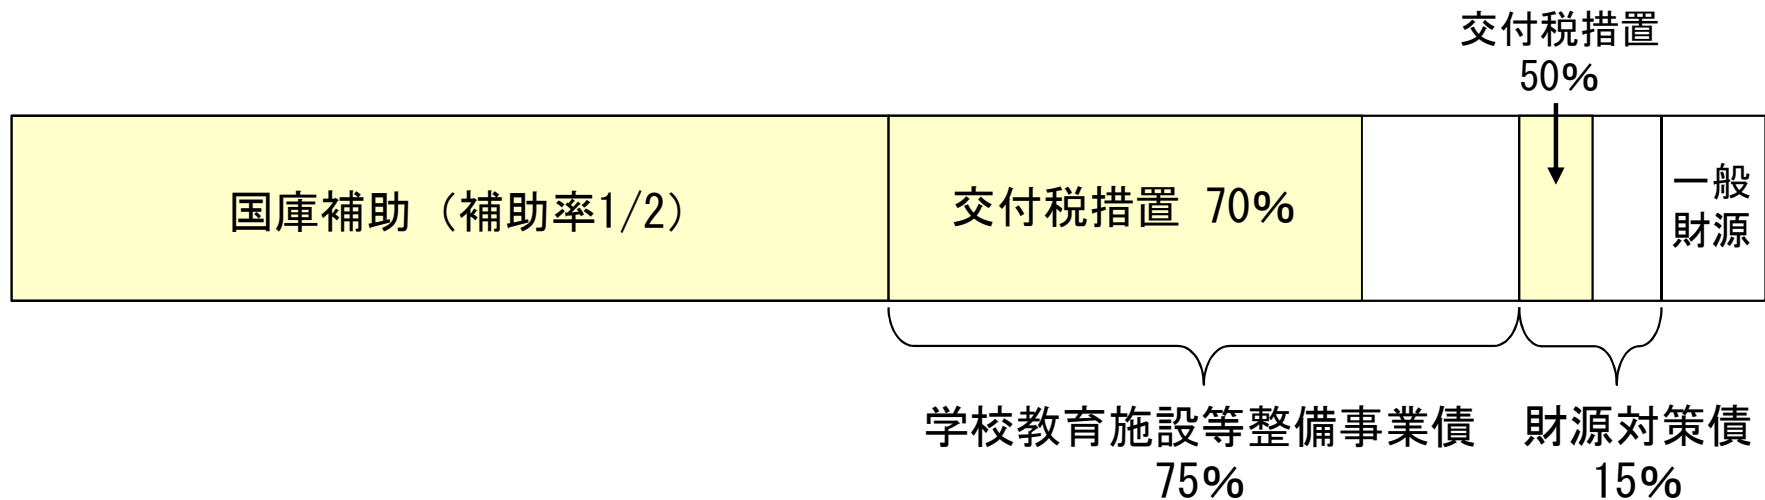 交付税措置
50%
国庫補助（補助率1/2）
交付税措置 70%
一般
財源
学校教育施設等整備事業債
75%
財源対策債
15%